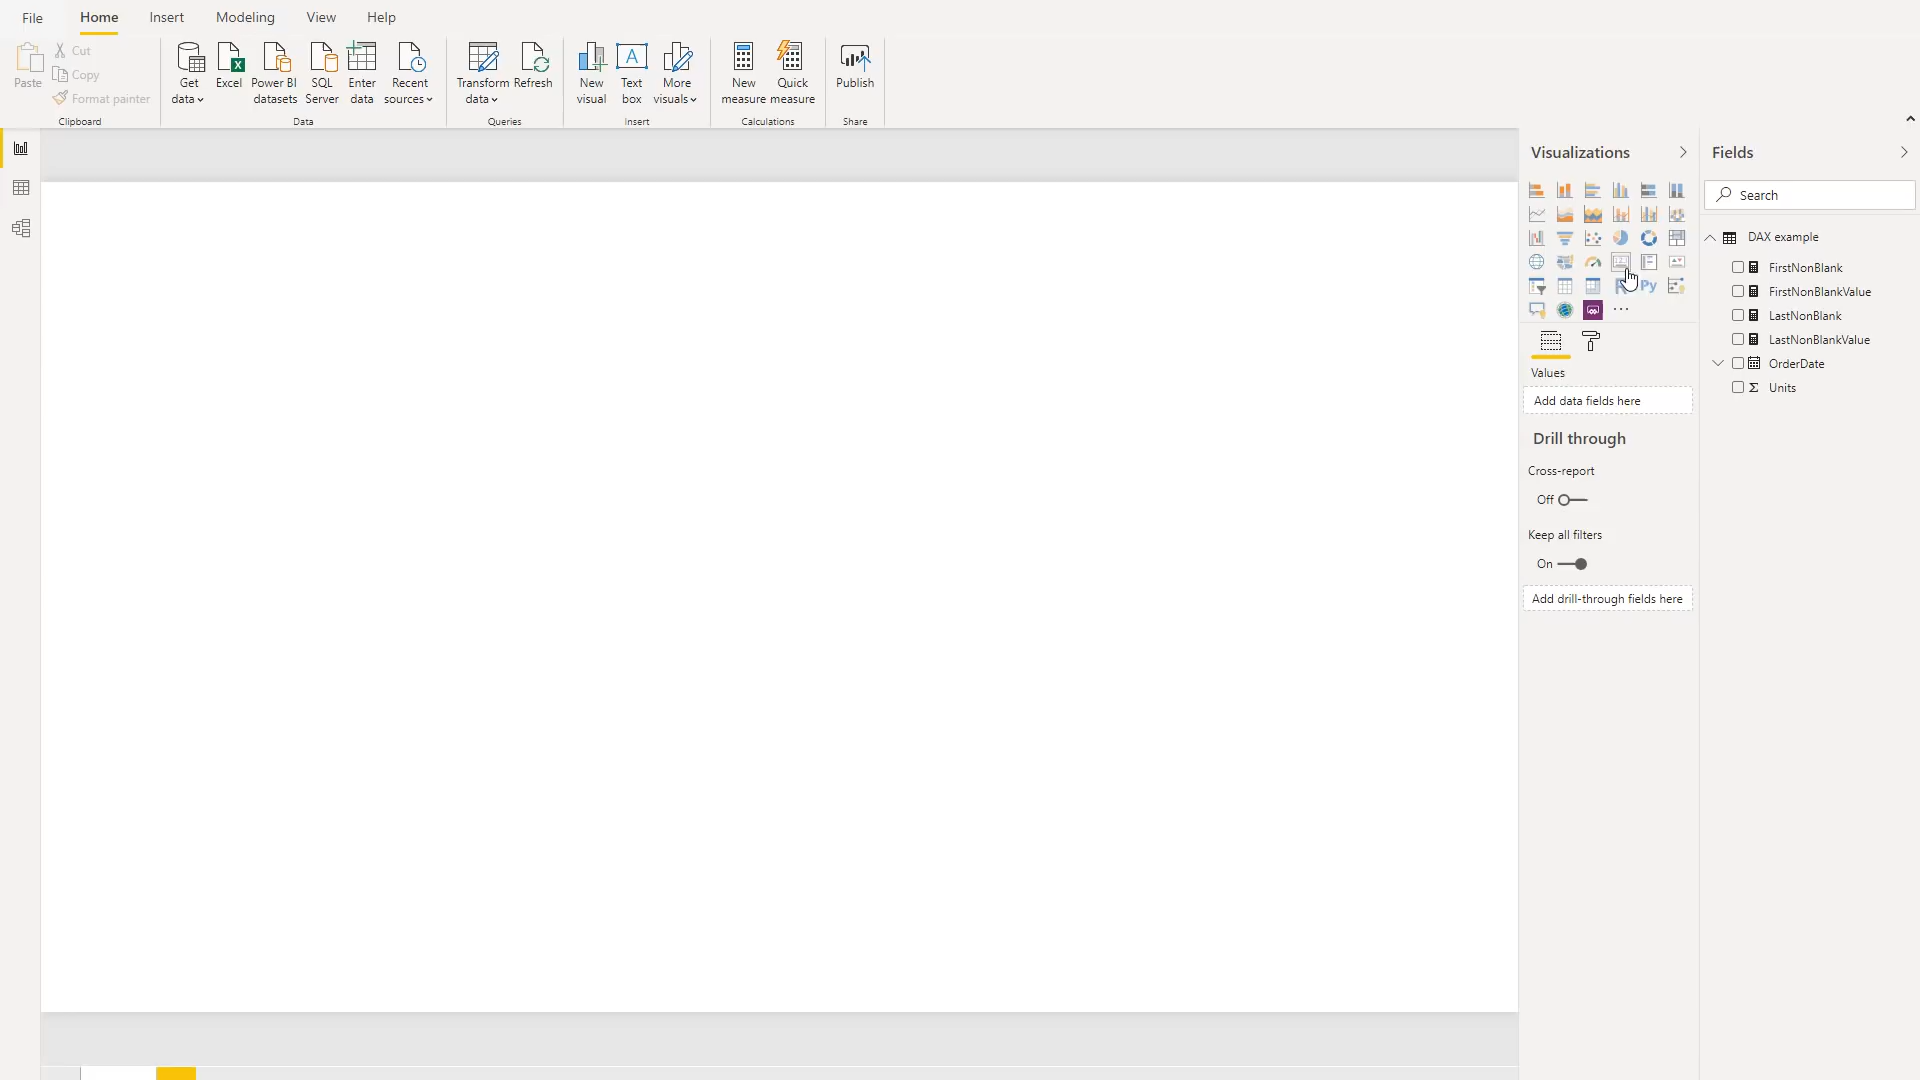 File Home Insert Modeling View Help
Paste
Cut
Copy
Format painter
Clipboard
Get data
Excel
Power BI datasets
SQL Server
Enter data
Recent sources
Data
Transform data
Refresh
Queries
New visual
A
Text box
More visuals
Insert
New measure
Quick measure
Calculations
Publish
Share
Visualizations
R
Py
Values
Add data fields here
Drill through
Cross-report
Off
Keep all filters
On
Add drill-through fields here
Fields
Search
DAX example
FirstNonBlank
FirstNonBlankValue
LastNonBlank
LastNonBlankValue
OrderDate
Σ Units